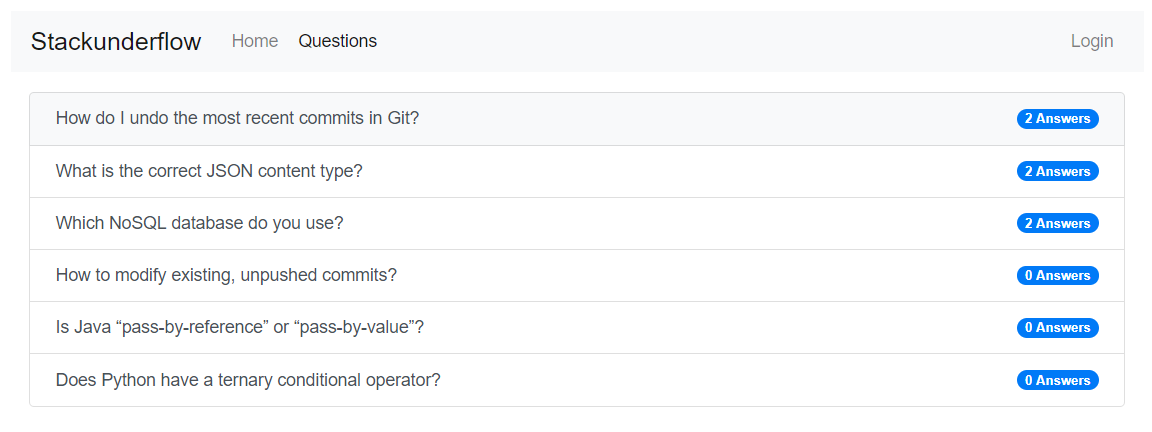 Stackunderflow Home Questions Login
How do I undo the most recent commits in Git? 2 Answers
What is the correct JSON content type? 2 Answers
Which NoSQL database do you use? 2 Answers
How to modify existing, unpushed commits? 0 Answers
Is Java “pass-by-reference” or “pass-by-value”? 0 Answers
Does Python have a ternary conditional operator? 0 Answers